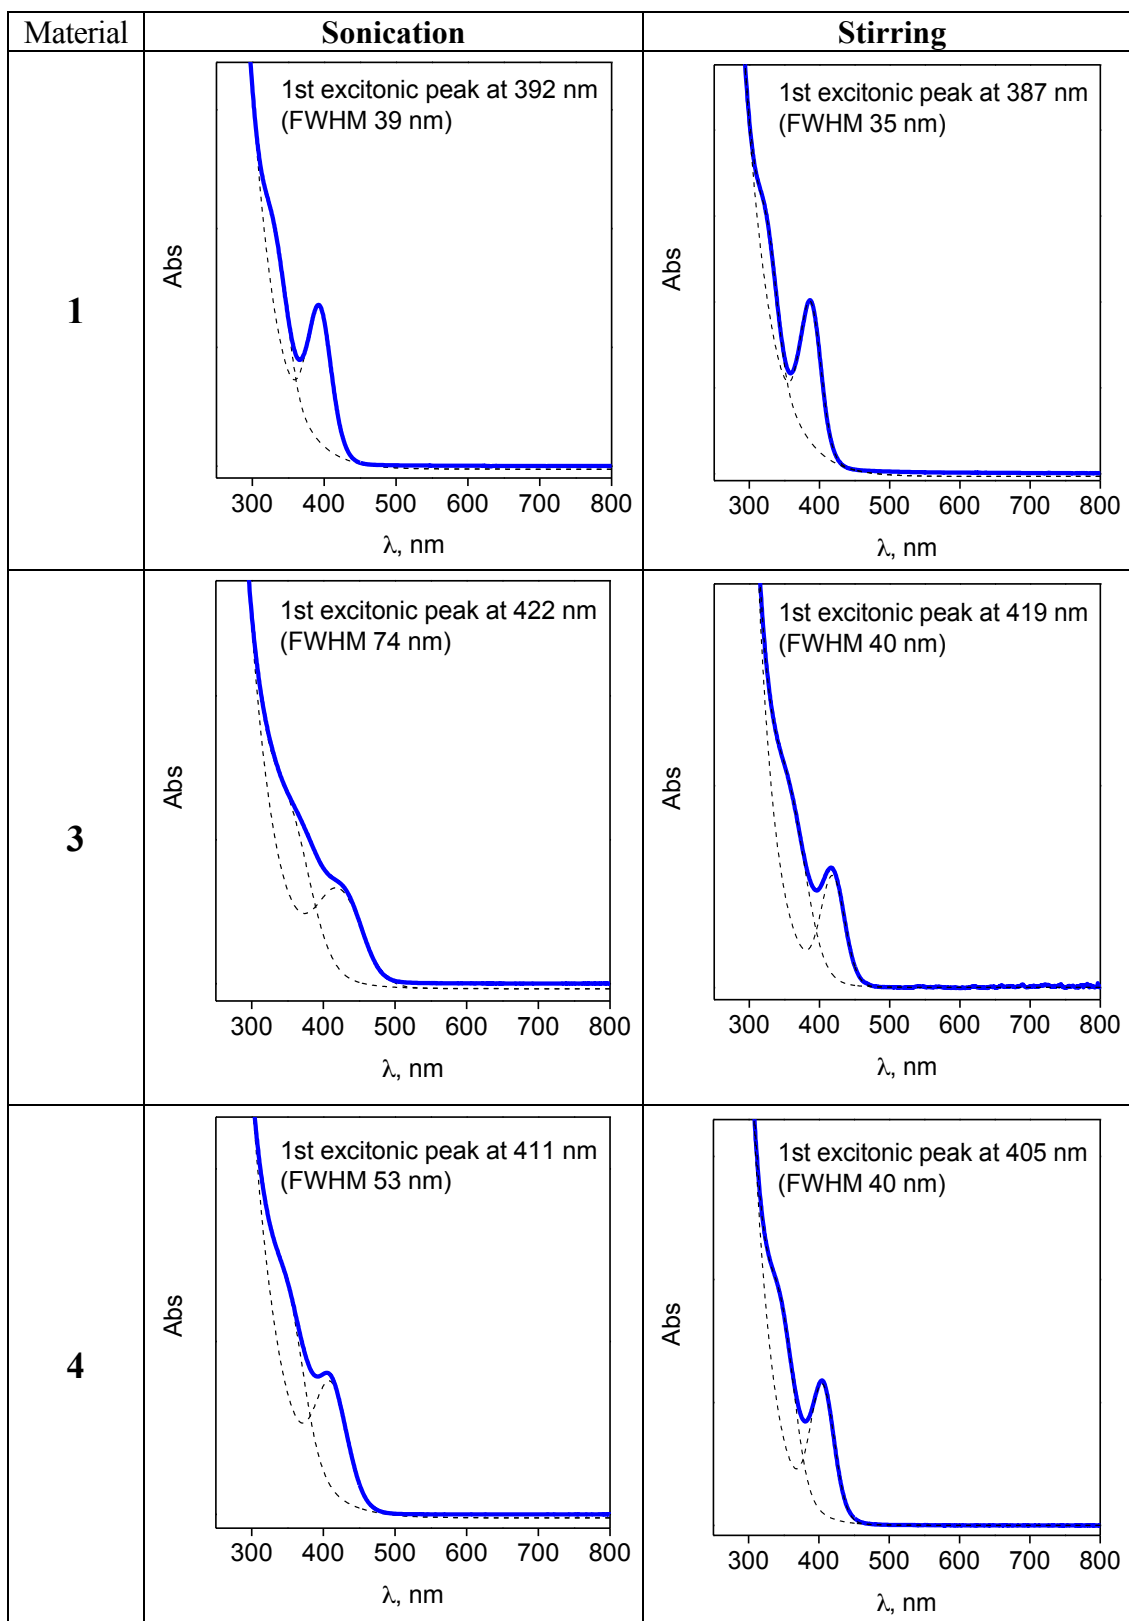 Material Sonication Stirring
1
1st excitonic peak at 392 nm
(FWHM 39 nm)
Abs
300 400 500 600 700 800
λ, nm
1st excitonic peak at 387 nm
(FWHM 35 nm)
Abs
300 400 500 600 700 800
λ, nm
3
1st excitonic peak at 422 nm
(FWHM 74 nm)
Abs
300 400 500 600 700 800
λ, nm
1st excitonic peak at 419 nm
(FWHM 40 nm)
Abs
300 400 500 600 700 800
λ, nm
4
1st excitonic peak at 411 nm
(FWHM 53 nm)
Abs
300 400 500 600 700 800
λ, nm
1st excitonic peak at 405 nm
(FWHM 40 nm)
Abs
300 400 500 600 700 800
λ, nm